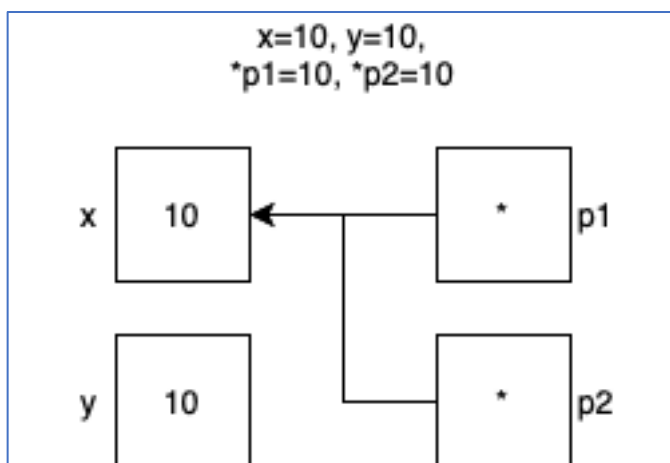 x=10, y=10,
*p1=10, *p2=10
x 10 * p1
y 10 * p2